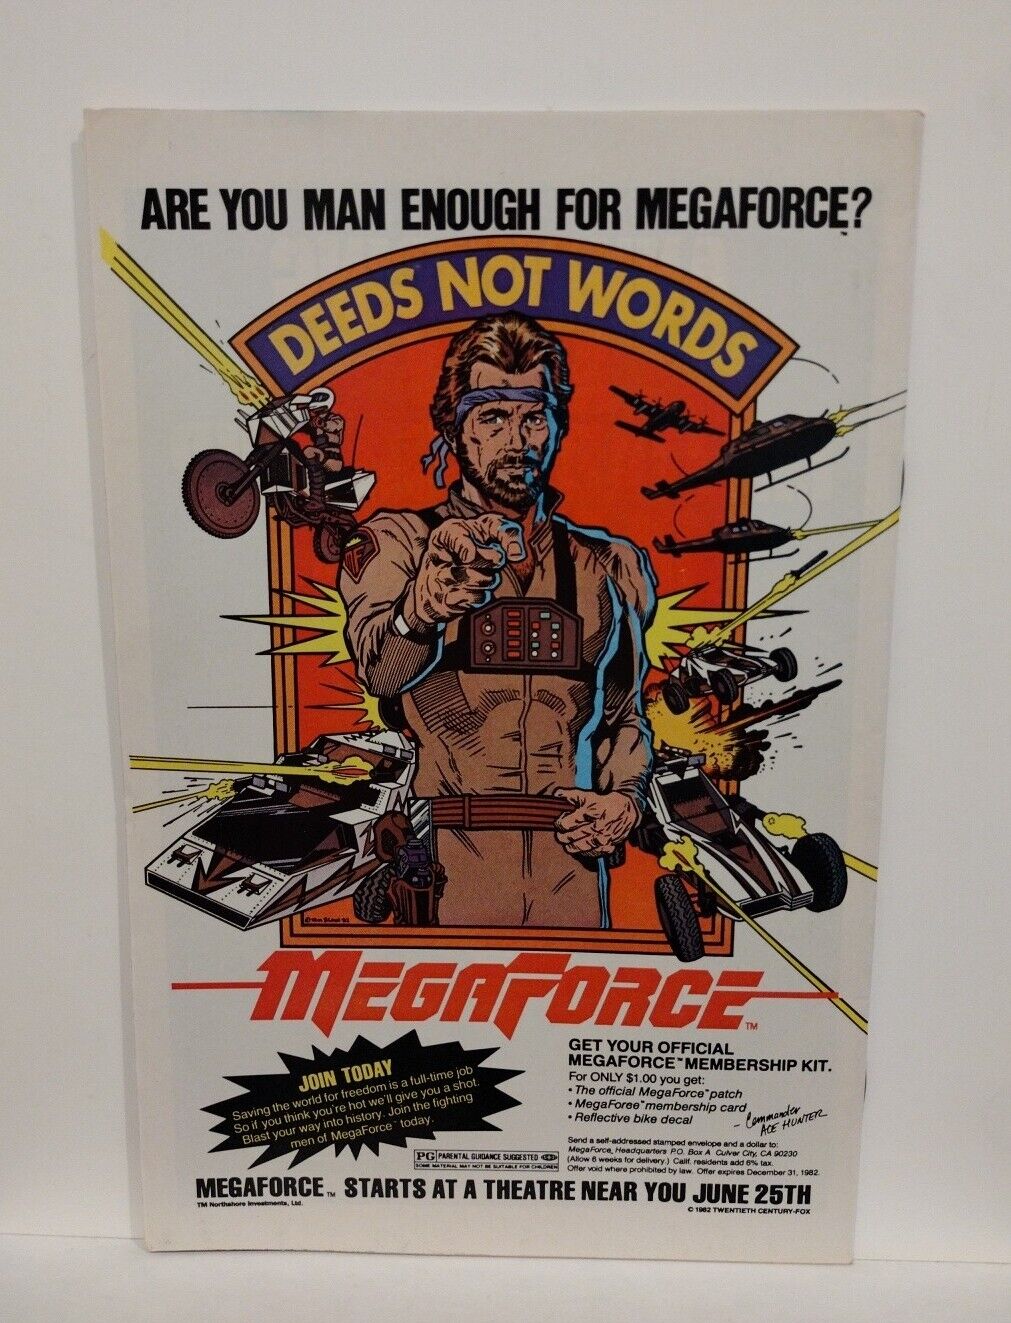 ARE YOU MAN ENOUGH FOR MEGAFORCE?
DEEDS NOT WORDS
MEGAFORCE™
JOIN TODAY
Saving the world for freedom is a full-time job
So if you think you're hot we'll give you a shot.
Blast your way into history. Join the fighting
men of MegaForce™ today.
GET YOUR OFFICIAL
MEGAFORCE™ MEMBERSHIP KIT.
For ONLY $1.00 you get:
• The official MegaForce™ patch
• MegaForce™ membership card
• Reflective bike decal
- Commander
ACE HUNTER
Send a self-addressed stamped envelope and a dollar to:
MegaForce, Headquarters P.O. Box A Culver City, CA 90230
(Allow 6 weeks for delivery.) Calif. residents add 6% tax.
Offer void where prohibited by law. Offer expires December 31, 1982.
PG PARENTAL GUIDANCE SUGGESTED
SOME MATERIAL MAY NOT BE SUITABLE FOR CHILDREN
MEGAFORCE™ STARTS AT A THEATRE NEAR YOU JUNE 25TH
TM Northshore Investments, Ltd.
© 1982 TWENTIETH CENTURY-FOX